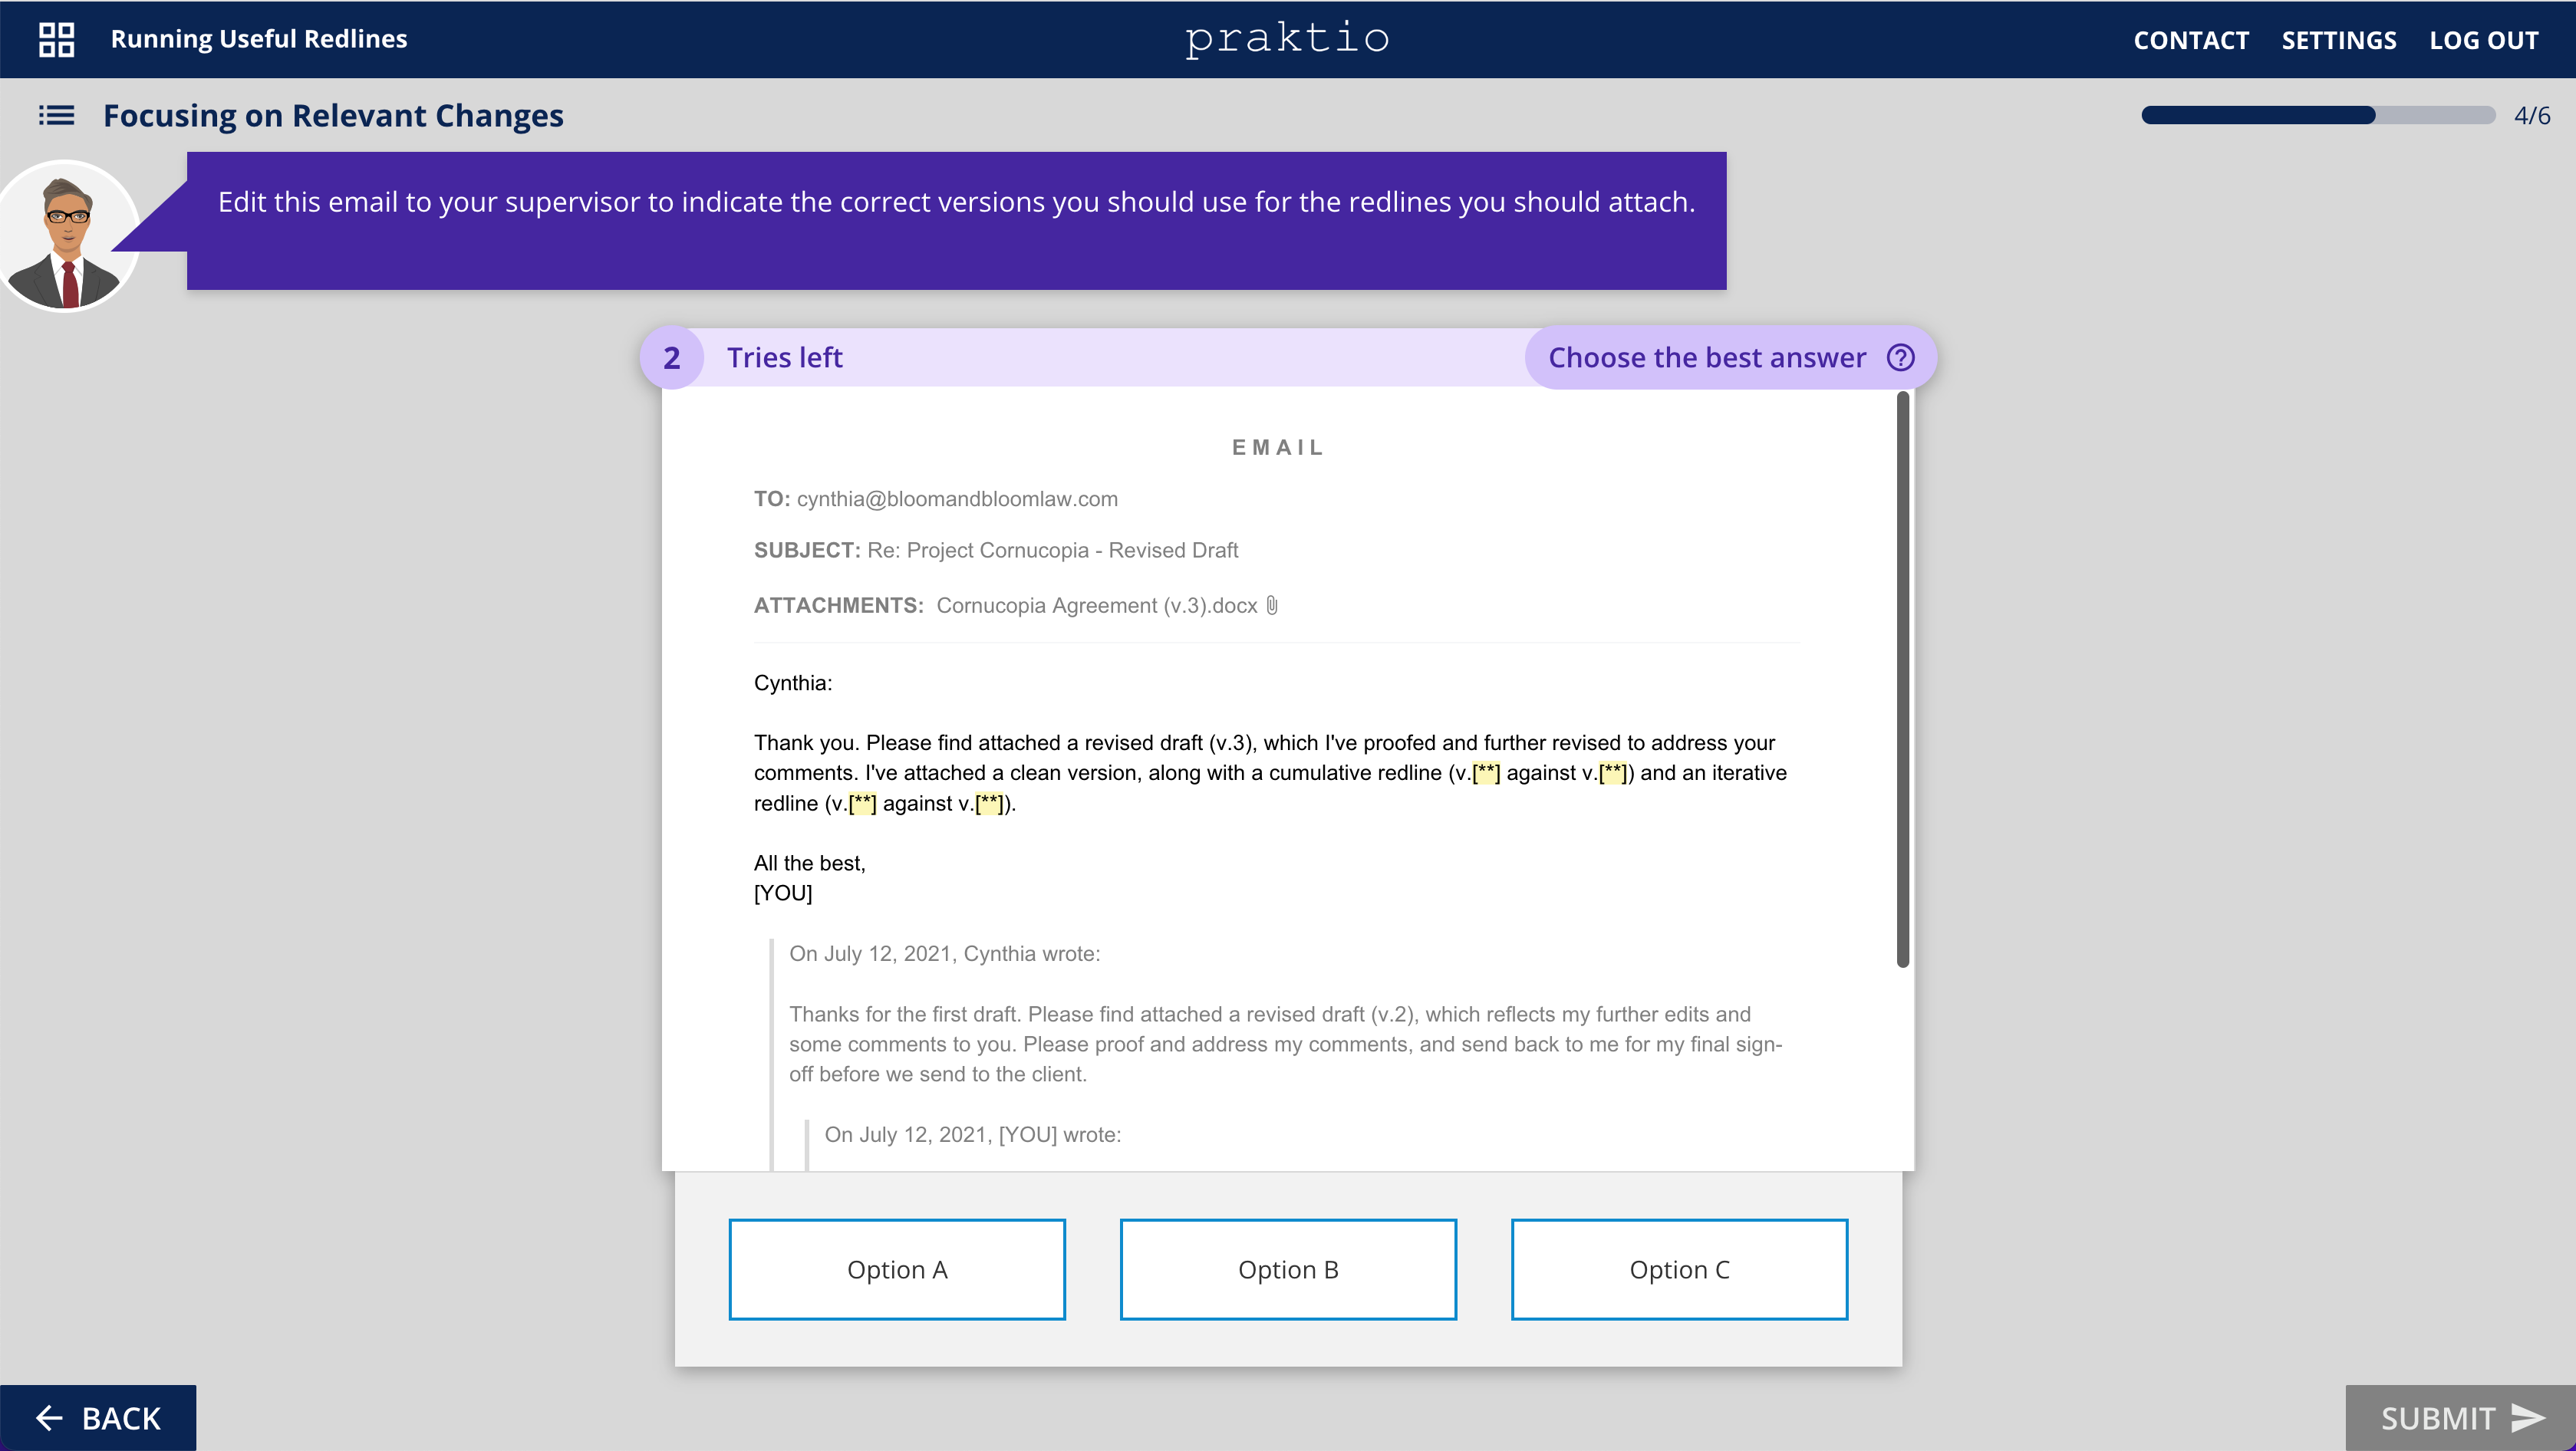 Running Useful Redlines
praktio
CONTACT SETTINGS LOG OUT
Focusing on Relevant Changes
4/6
Edit this email to your supervisor to indicate the correct versions you should use for the redlines you should attach.
2 Tries left
Choose the best answer ?
EMAIL
TO: cynthia@bloomandbloomlaw.com
SUBJECT: Re: Project Cornucopia - Revised Draft
ATTACHMENTS: Cornucopia Agreement (v.3).docx
Cynthia:
Thank you. Please find attached a revised draft (v.3), which I've proofed and further revised to address your
comments. I've attached a clean version, along with a cumulative redline (v.[**] against v.[**]) and an iterative
redline (v.[**] against v.[**]).
All the best,
[YOU]
On July 12, 2021, Cynthia wrote:
Thanks for the first draft. Please find attached a revised draft (v.2), which reflects my further edits and
some comments to you. Please proof and address my comments, and send back to me for my final sign-
off before we send to the client.
On July 12, 2021, [YOU] wrote:
Option A
Option B
Option C
BACK
SUBMIT